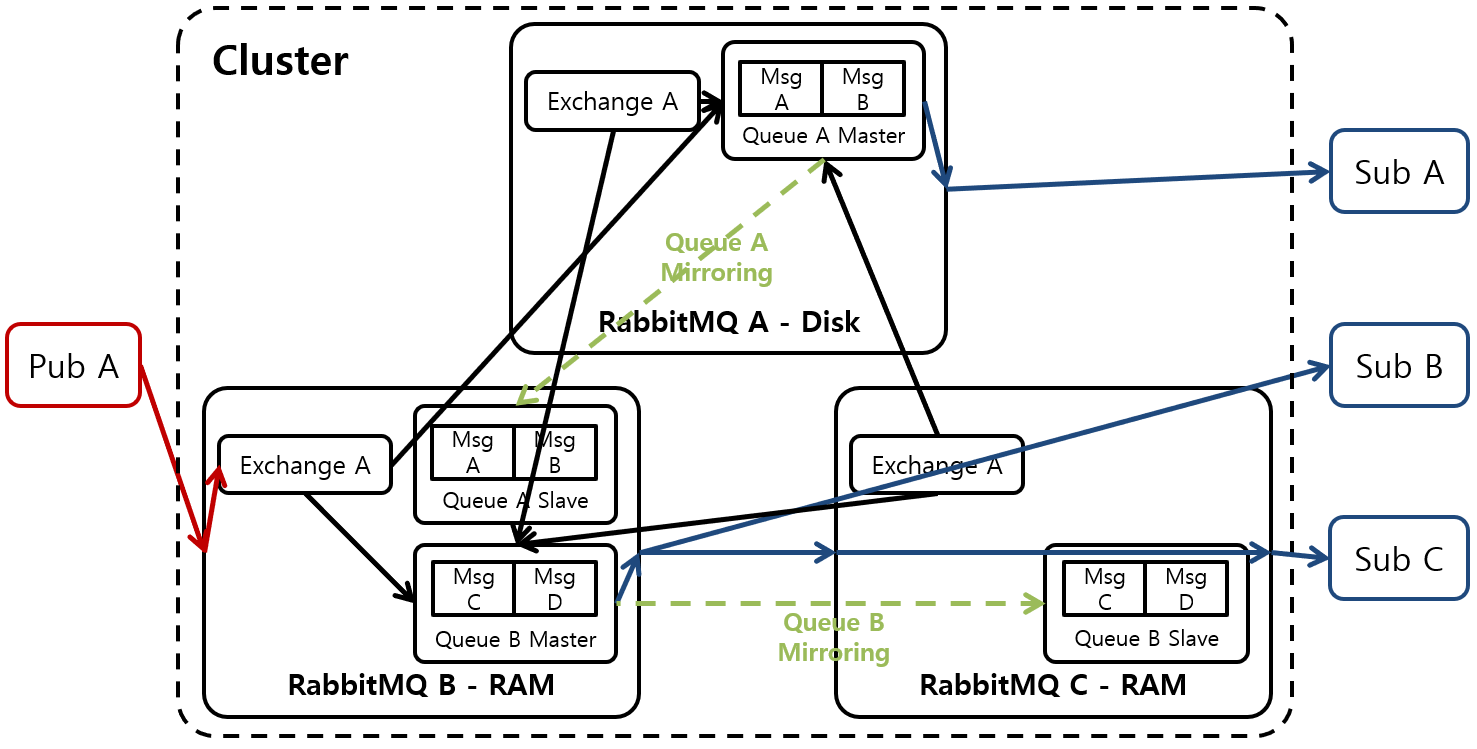 Cluster
Exchange A
Msg
A
Msg
B
Queue A Master
Queue A
Mirroring
RabbitMQ A - Disk
Pub A
Sub A
Sub B
Sub C
Exchange A
Msg
A
Msg
B
Queue A Slave
Msg
C
Msg
D
Queue B Master
RabbitMQ B - RAM
Queue B
Mirroring
Exchange A
Msg
C
Msg
D
Queue B Slave
RabbitMQ C - RAM